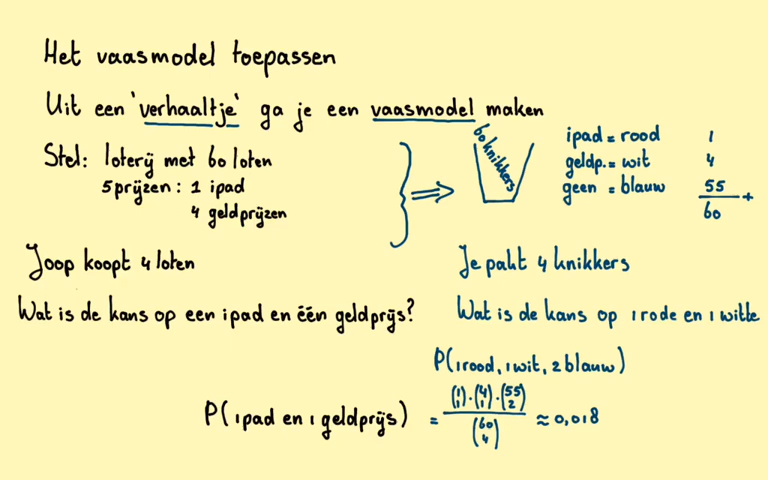 Het vaasmodel toepassen
Uit een 'verhaaltje' ga je een vaasmodel maken
Stel: loterij met 60 loten
5 prijzen: 1 ipad
4 geldprijzen
} ⇒
60 knikkers
ipad = rood 1
geldp. = wit 4
geen = blauw 55 +
60
Joop koopt 4 loten
Je pakt 4 knikkers
Wat is de kans op een ipad en één geldprijs?
Wat is de kans op 1 rode en 1 witte
P(1 rood, 1 wit, 2 blauw)
P(1 ipad en 1 geldprijs) = (1 1)·(4 1)·(55 2) / (60 4) ≈ 0,018